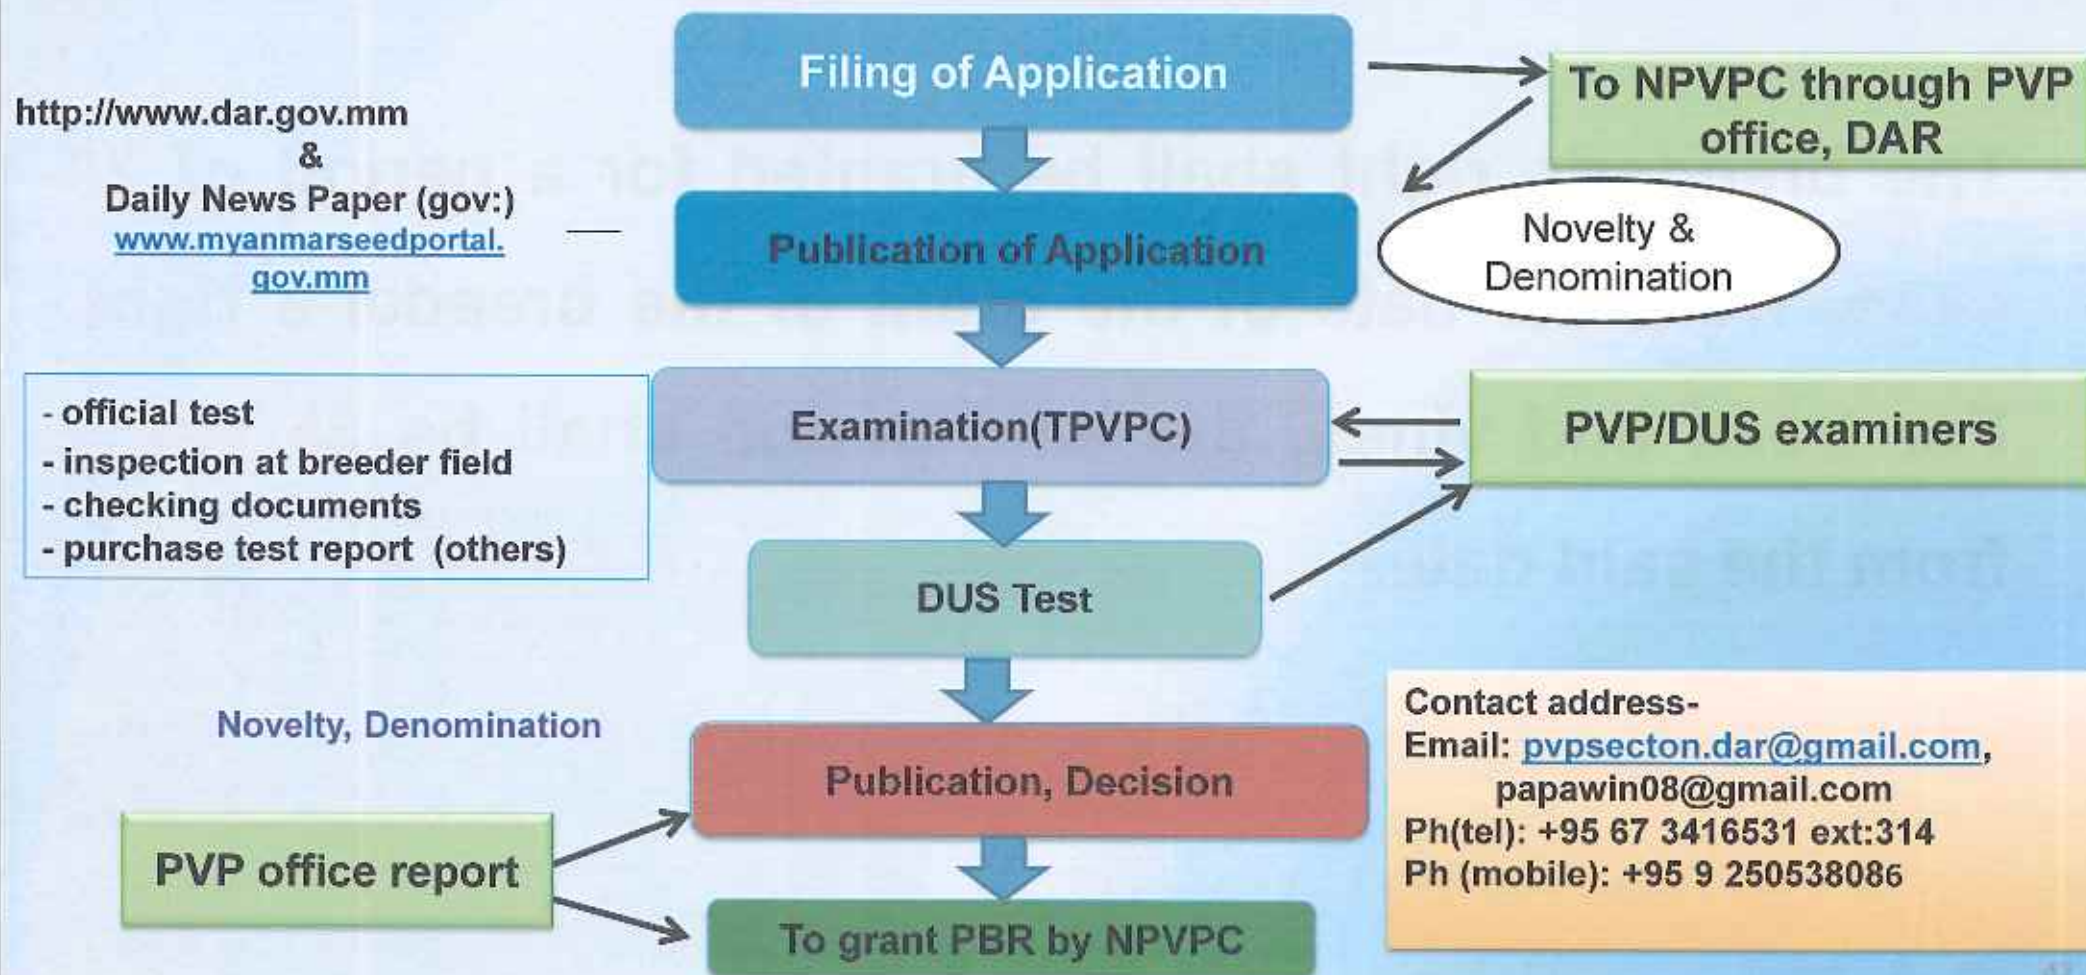 Filing of Application
To NPVPC through PVP
office, DAR
http://www.dar.gov.mm
&
Daily News Paper (gov:)
www.myanmarseedportal.
gov.mm
Publication of Application
Novelty &
Denomination
- official test
- inspection at breeder field
- checking documents
- purchase test report (others)
Examination(TPVPC)
PVP/DUS examiners
DUS Test
Novelty, Denomination
Publication, Decision
Contact address-
Email: pvpsecton.dar@gmail.com,
papawin08@gmail.com
Ph(tel): +95 67 3416531 ext:314
Ph (mobile): +95 9 250538086
PVP office report
To grant PBR by NPVPC